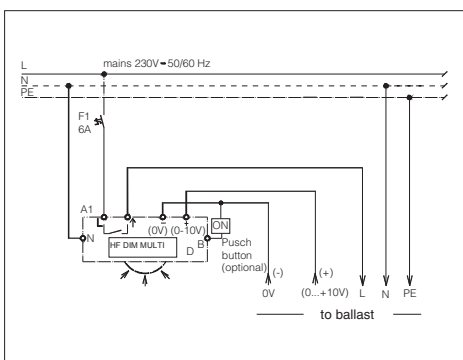 L mains 230V~50/60 Hz
N
PE
F1
6A
A1
- +
(0V) (0-10V)
ON
N
HF DIM MULTI
B
D
Pusch
button
(optional)
(-) (+)
0V (0...+10V) L N PE
to ballast